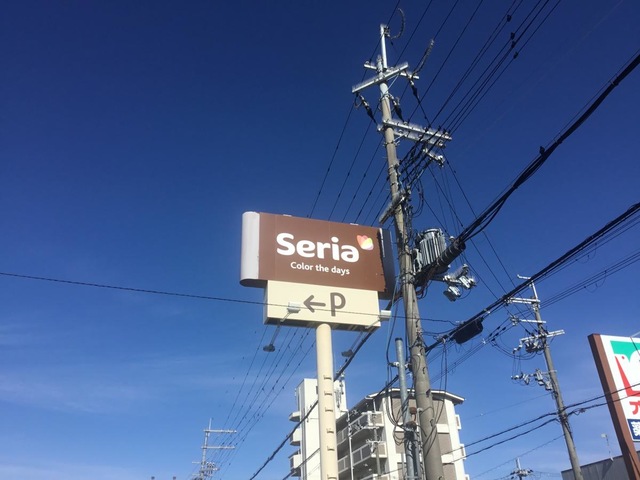 Seria
Color the days
←P